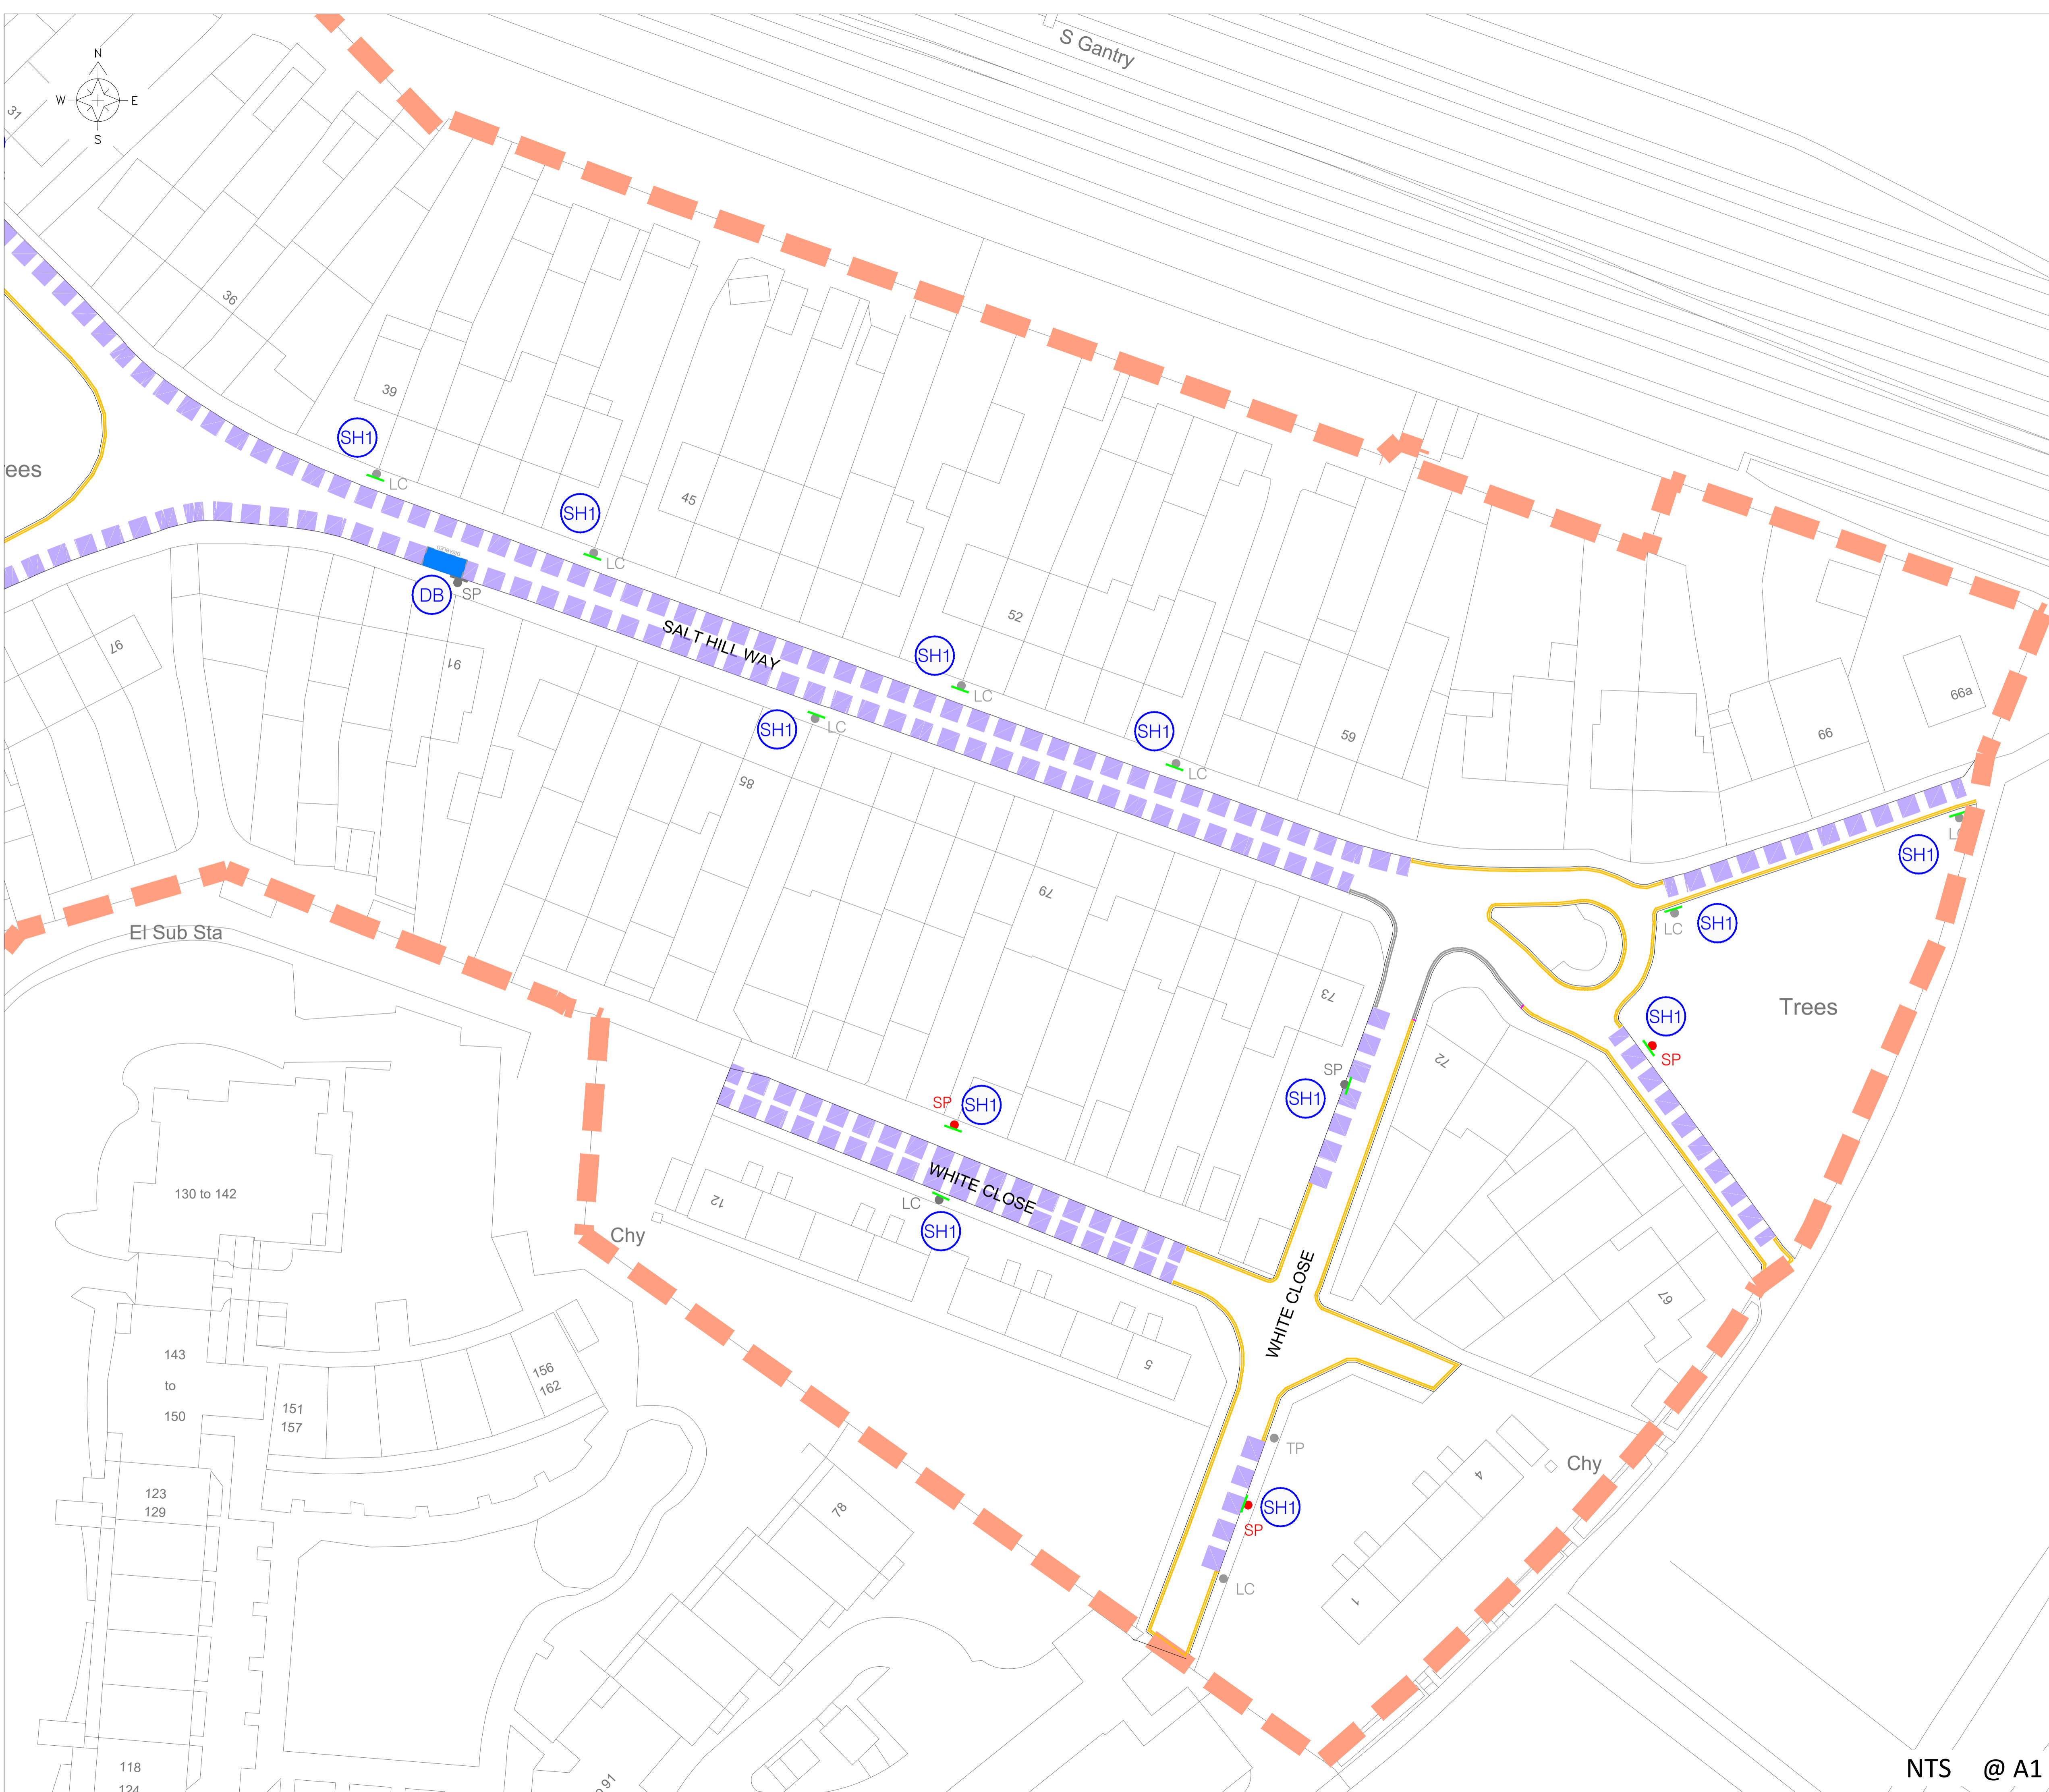 S Gantry
N
W E
S
31
36
39
SH1
LC
rees
SH1
LC
45
DISABLED
DB
SP
52
SALT HILL WAY
97
91
SH1
LC
SH1
LC
SH1
LC
59
66a
66
85
79
LC
SH1
SH1
LC
El Sub Sta
73
Trees
SH1
SP
72
SP
SH1
SP
SH1
WHITE CLOSE
LC
SH1
12
130 to 142
Chy
WHITE CLOSE
67
5
143
to
150
156
162
151
157
TP
4
Chy
123
129
78
SH1
SP
LC
1
118
124
91
NTS @ A1